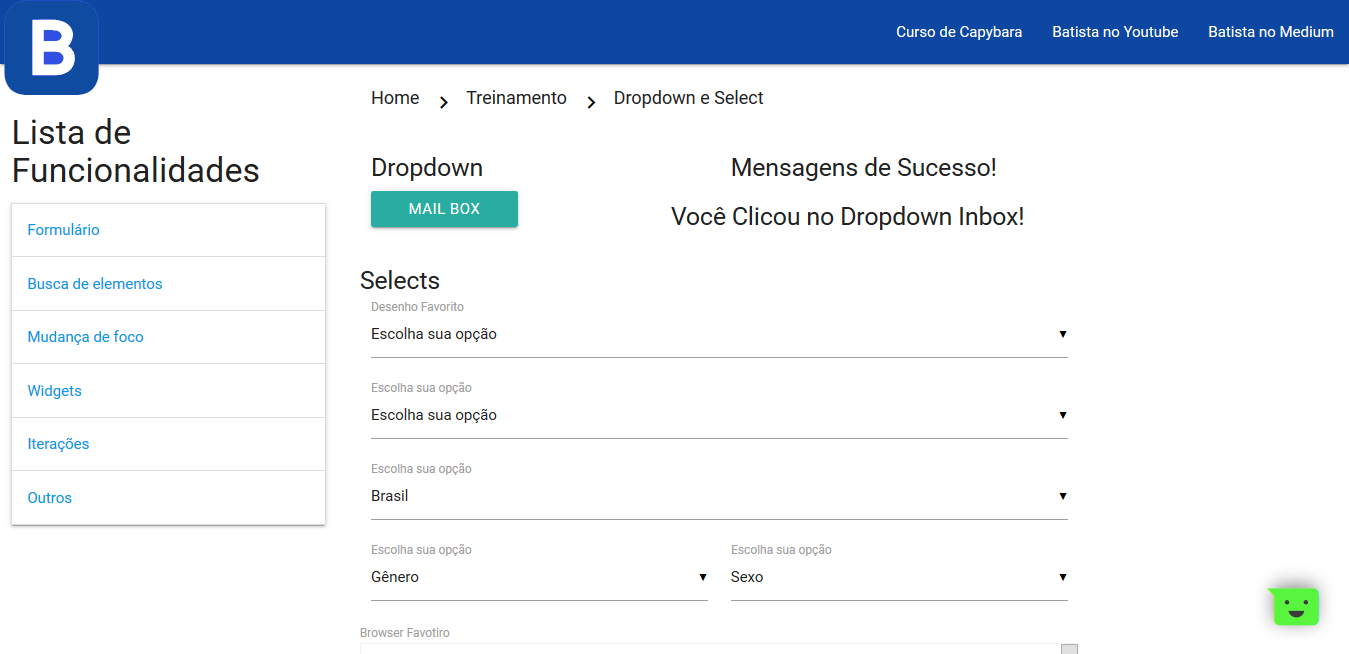 B
Curso de Capybara
Batista no Youtube
Batista no Medium
Home
Treinamento
Dropdown e Select
Lista de
Funcionalidades
Formulário
Busca de elementos
Mudança de foco
Widgets
Iterações
Outros
Dropdown
MAIL BOX
Mensagens de Sucesso!
Você Clicou no Dropdown Inbox!
Selects
Desenho Favorito
Escolha sua opção
Escolha sua opção
Escolha sua opção
Escolha sua opção
Brasil
Escolha sua opção
Gênero
Escolha sua opção
Sexo
Browser Favotiro